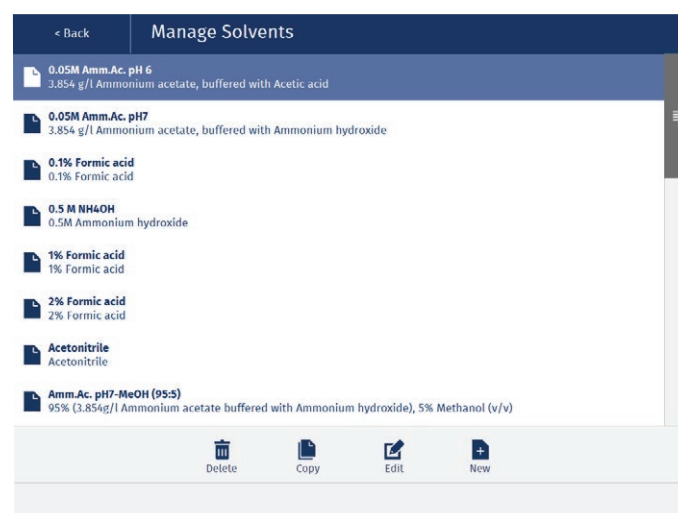 < Back
Manage Solvents
0.05M Amm.Ac. pH 6
3.854 g/l Ammonium acetate, buffered with Acetic acid
0.05M Amm.Ac. pH7
3.854 g/l Ammonium acetate, buffered with Ammonium hydroxide
0.1% Formic acid
0.1% Formic acid
0.5 M NH4OH
0.5M Ammonium hydroxide
1% Formic acid
1% Formic acid
2% Formic acid
2% Formic acid
Acetonitrile
Acetonitrile
Amm.Ac. pH7-MeOH (95:5)
95% (3.854g/l Ammonium acetate buffered with Ammonium hydroxide), 5% Methanol (v/v)
Delete
Copy
Edit
New